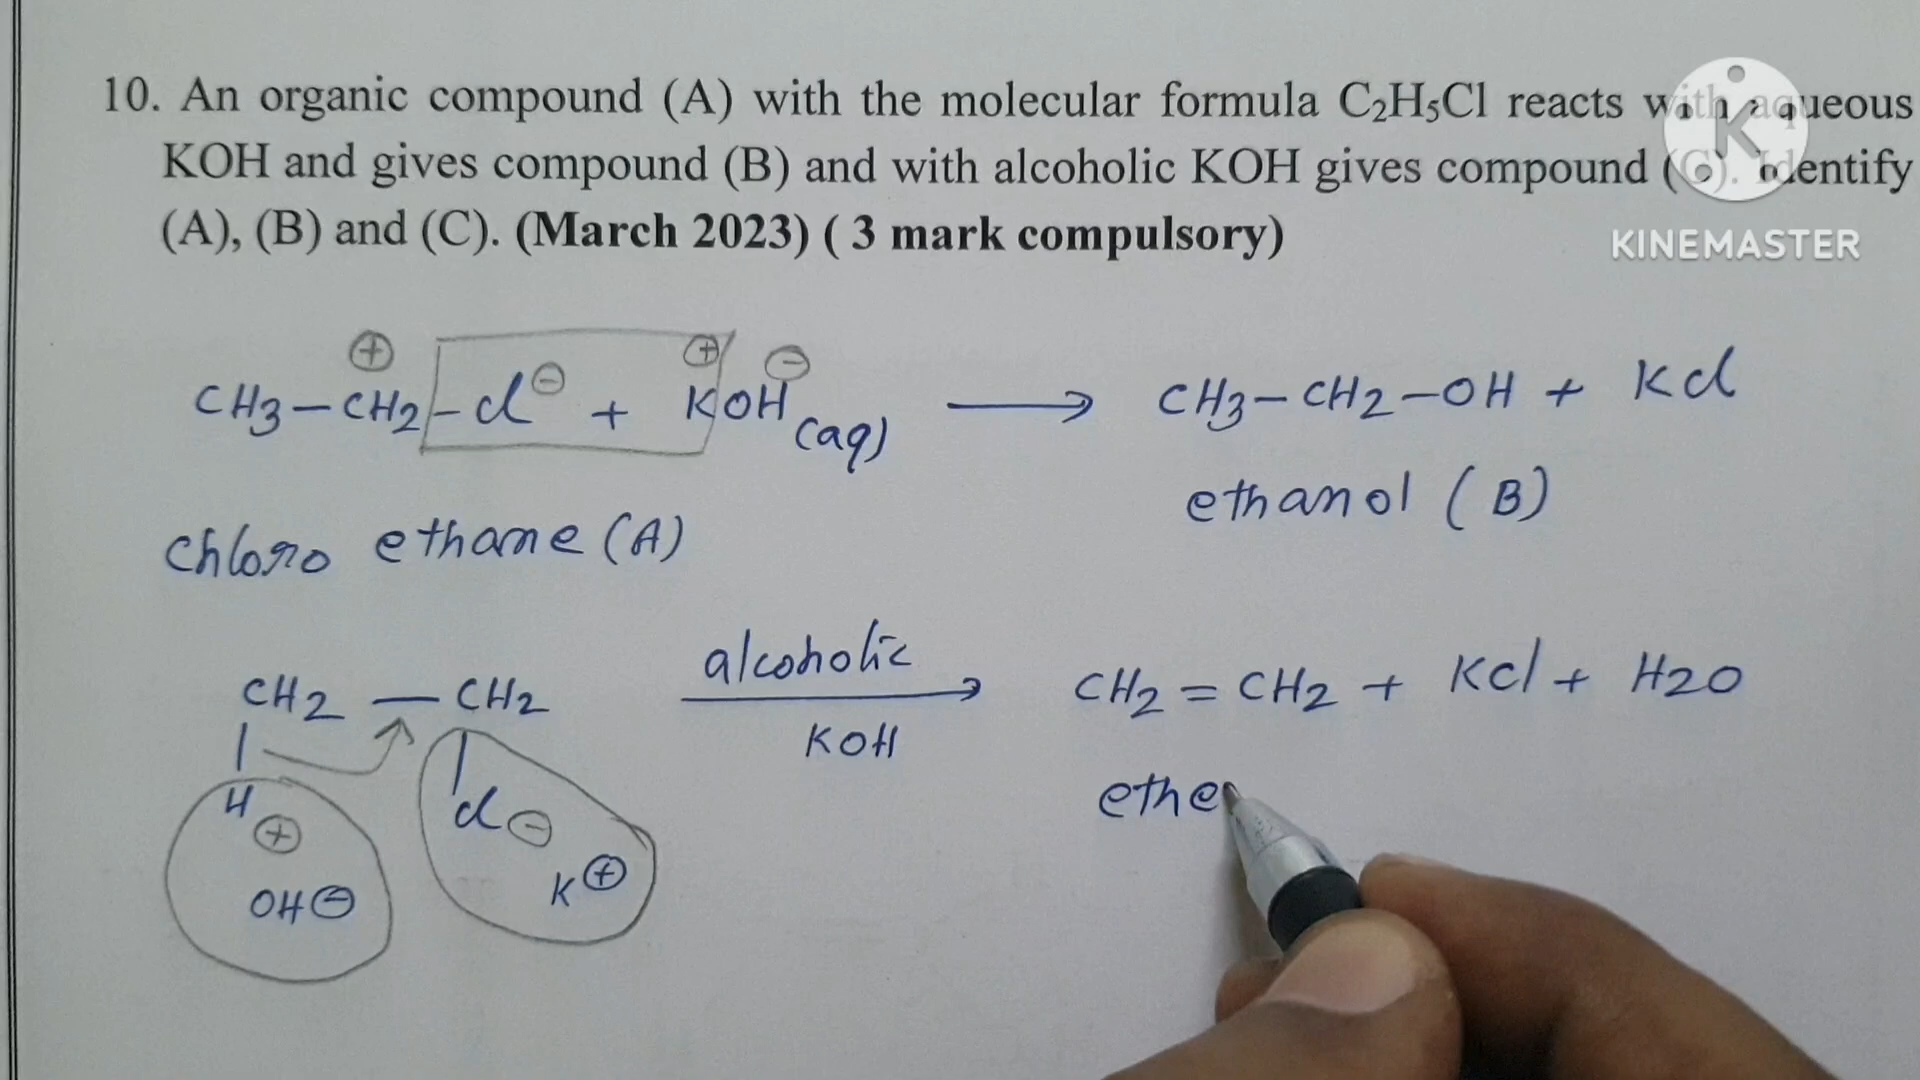 10. An organic compound (A) with the molecular formula C₂H₅Cl reacts with aqueous
KOH and gives compound (B) and with alcoholic KOH gives compound (C). Identify
(A), (B) and (C). (March 2023) ( 3 mark compulsory)
K
KINEMASTER
⊕ ⊖ ⊕ ⊖
CH3-CH2-Cl + KOH (aq) → CH3-CH2-OH + KCl
chloro ethane (A) ethanol (B)
CH2 — CH2 alcoholic → KOH CH2 = CH2 + KCl + H2O
H ⊕ Cl ⊖ ethe
OH ⊖ K ⊕